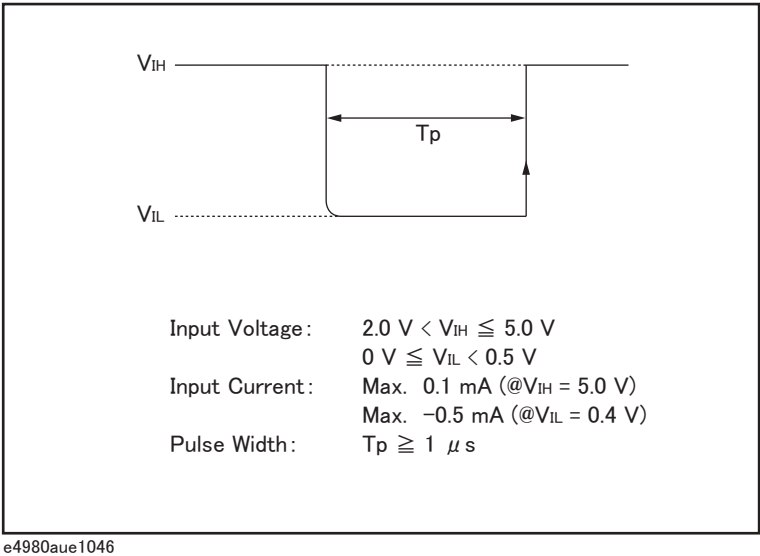 VIH
Tp
VIL
Input Voltage: 2.0 V < VIH ≦ 5.0 V
0 V ≦ VIL < 0.5 V
Input Current: Max. 0.1 mA (@VIH = 5.0 V)
Max. −0.5 mA (@VIL = 0.4 V)
Pulse Width: Tp ≧ 1 μs
e4980aue1046